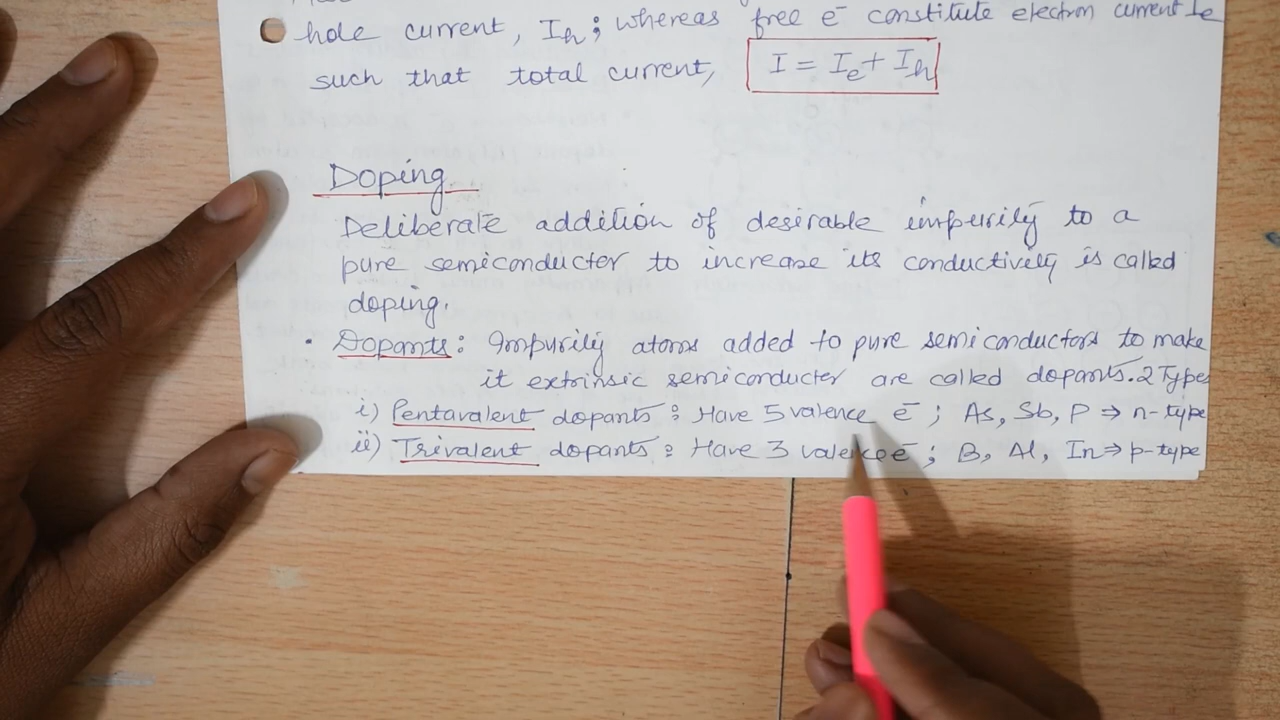 hole current, Ih; whereas free e⁻ constitute electron current Ie
such that total current, I = Ie + Ih
Doping
Deliberate addition of desirable impurity to a
pure semiconductor to increase its conductivity is called
doping.
• Dopants: Impurity atoms added to pure semiconductors to make
it extrinsic semiconductor are called dopants. 2 Types
i) Pentavalent dopants : Have 5 valence e⁻ ; As, Sb, P ⇒ n-type
ii) Trivalent dopants : Have 3 valence e⁻ ; B, Al, In ⇒ p-type